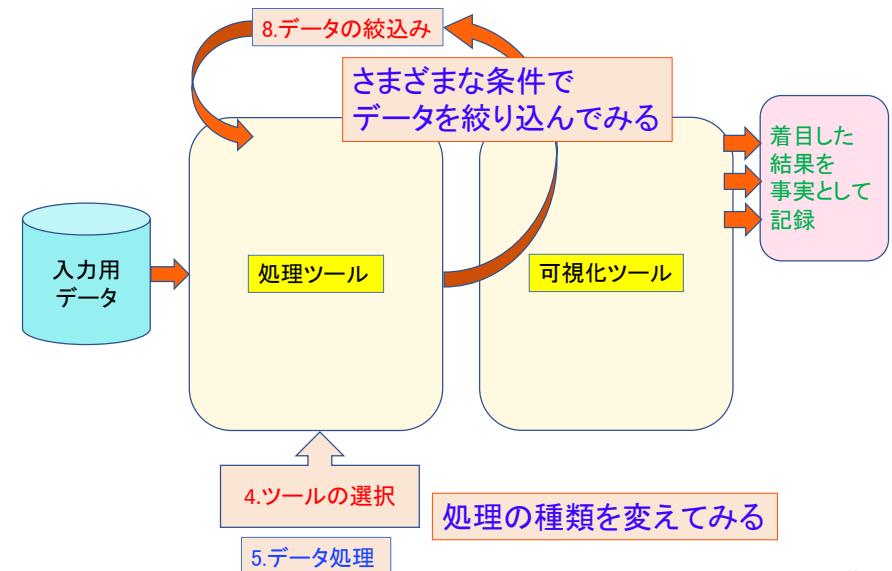 8.データの絞込み
さまざまな条件で
データを絞り込んでみる
着目した
結果を
事実として
記録
入力用
データ
処理ツール
可視化ツール
4.ツールの選択
処理の種類を変えてみる
5.データ処理